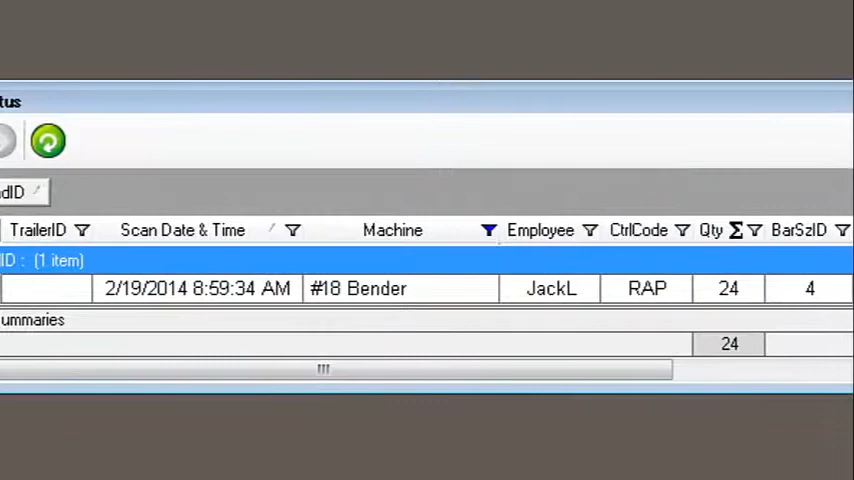 tus
dID
TrailerID Scan Date & Time Machine Employee CtrlCode Qty Σ BarSzID
ID : (1 item)
2/19/2014 8:59:34 AM #18 Bender JackL RAP 24 4
ummaries
24